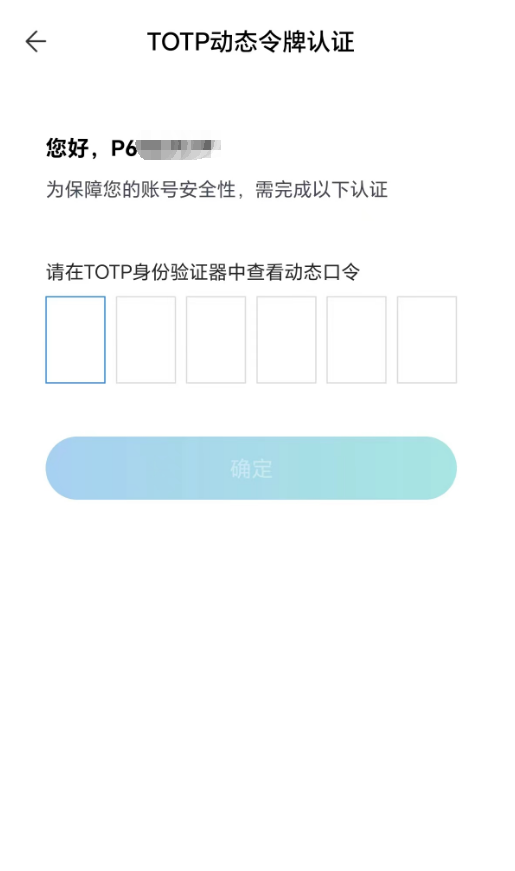 TOTP动态令牌认证
您好，P6
为保障您的账号安全性，需完成以下认证
请在TOTP身份验证器中查看动态口令
确定